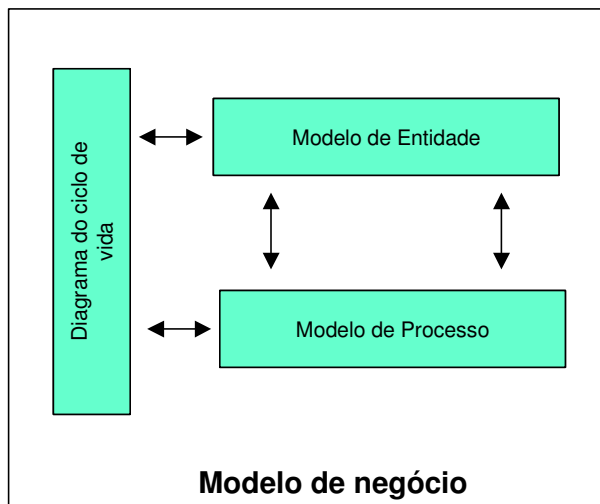 Diagrama do ciclo de
vida
Modelo de Entidade
Modelo de Processo
Modelo de negócio